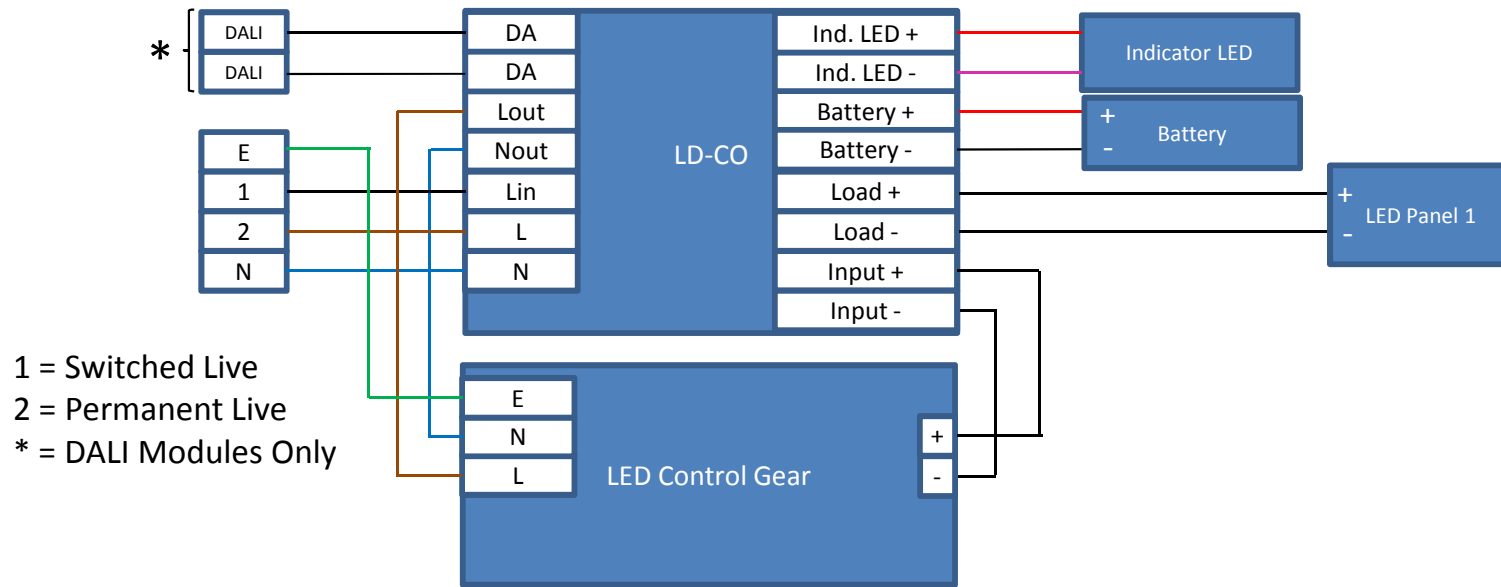 *
DALI
DALI
E
1
2
N
DA
DA
Lout
Nout
Lin
L
N
LD-CO
Ind. LED +
Ind. LED -
Battery +
Battery -
Load +
Load -
Input +
Input -
Indicator LED
+
-
Battery
+
-
LED Panel 1
1 = Switched Live
2 = Permanent Live
* = DALI Modules Only
E
N
L
LED Control Gear
+
-